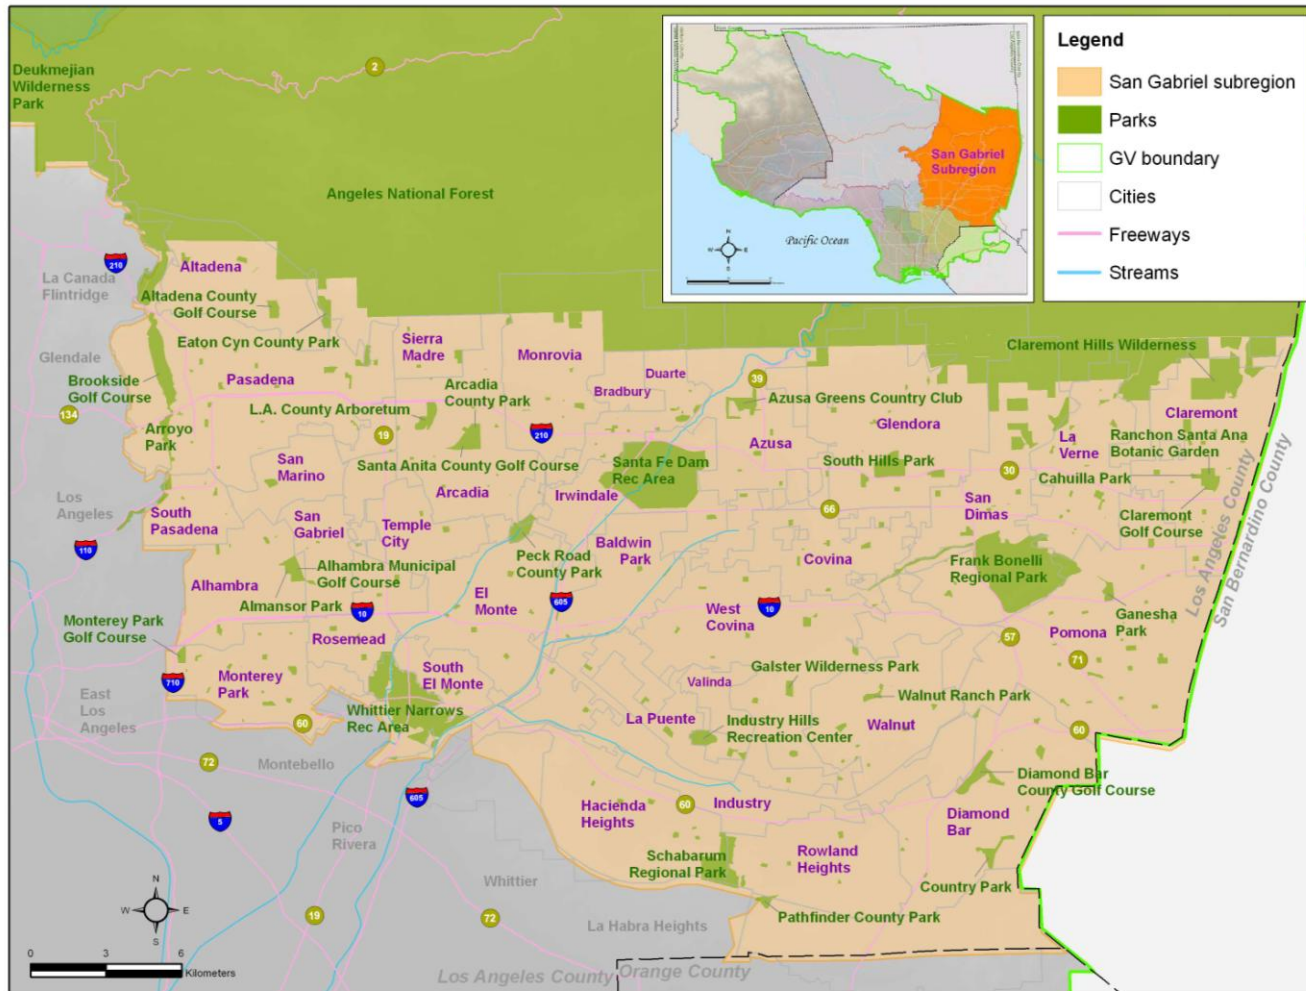 Legend
San Gabriel subregion
Parks
GV boundary
Cities
Freeways
Streams
San Gabriel
Subregion
Pacific Ocean
N
W
E
S
Deukmejian
Wilderness
Park
2
Angeles National Forest
210
La Canada
Flintridge
Altadena
Altadena County
Golf Course
Eaton Cyn County Park
Glendale
Brookside
Golf Course
134
Pasadena
Sierra
Madre
Monrovia
Duarte
Bradbury
39
Claremont Hills Wilderness
Arcadia
County Park
L.A. County Arboretum
Azusa Greens Country Club
Claremont
Arroyo
Park
19
210
Santa Anita County Golf Course
Azusa
Glendora
La
Verne
Ranchon Santa Ana
Botanic Garden
San
Marino
Santa Fe Dam
Rec Area
South Hills Park
30
Cahuilla Park
Los
Angeles
Arcadia
Irwindale
66
San
Dimas
Claremont
Golf Course
South
Pasadena
San
Gabriel
Temple
City
110
Baldwin
Park
Peck Road
County Park
Covina
Frank Bonelli
Regional Park
Los Angeles County
San Bernardino County
Alhambra
Alhambra Municipal
Golf Course
Almansor Park
10
El
Monte
605
West
Covina
10
Ganesha
Park
Monterey Park
Golf Course
Rosemead
57
Pomona
71
710
Monterey
Park
South
El Monte
Galster Wilderness Park
Valinda
Walnut Ranch Park
East
Los
Angeles
60
Whittier Narrows
Rec Area
La Puente
Industry Hills
Recreation Center
Walnut
60
72
Montebello
Diamond Bar
County Golf Course
605
Hacienda
Heights
60
Industry
Diamond
Bar
5
Pico
Rivera
Schabarum
Regional Park
Rowland
Heights
Country Park
Whittier
N
W
E
S
19
72
La Habra Heights
Pathfinder County Park
0
3
6
Kilometers
Los Angeles County
Orange County